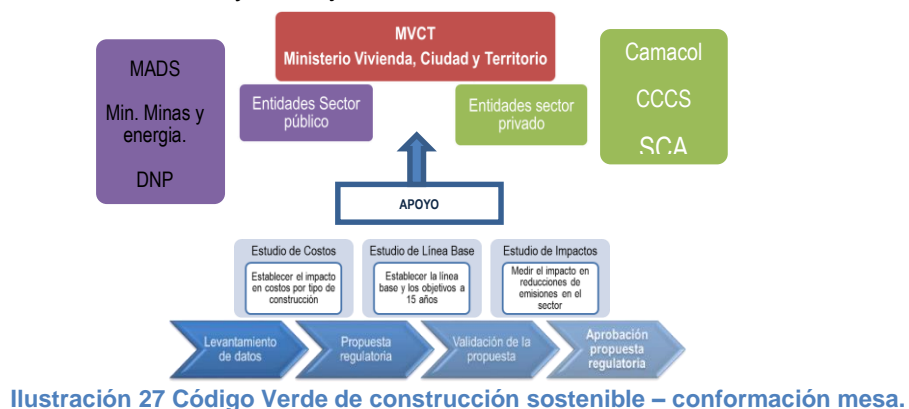 MVCT
Ministerio Vivienda, Ciudad y Territorio
MADS
Min. Minas y
energia.
DNP
Entidades Sector
público
Entidades sector
privado
Camacol
CCCS
SCA
APOYO
Estudio de Costos
Establecer el impacto
en costos por tipo de
construcción
Estudio de Línea Base
Establecer la línea
base y los objetivos a
15 años
Estudio de Impactos
Medir el impacto en
reducciones de
emisiones en el
sector
Levantamiento
de datos
Propuesta
regulatoria
Validación de la
propuesta
Aprobación
propuesta
regulatoria
Ilustración 27 Código Verde de construcción sostenible – conformación mesa.